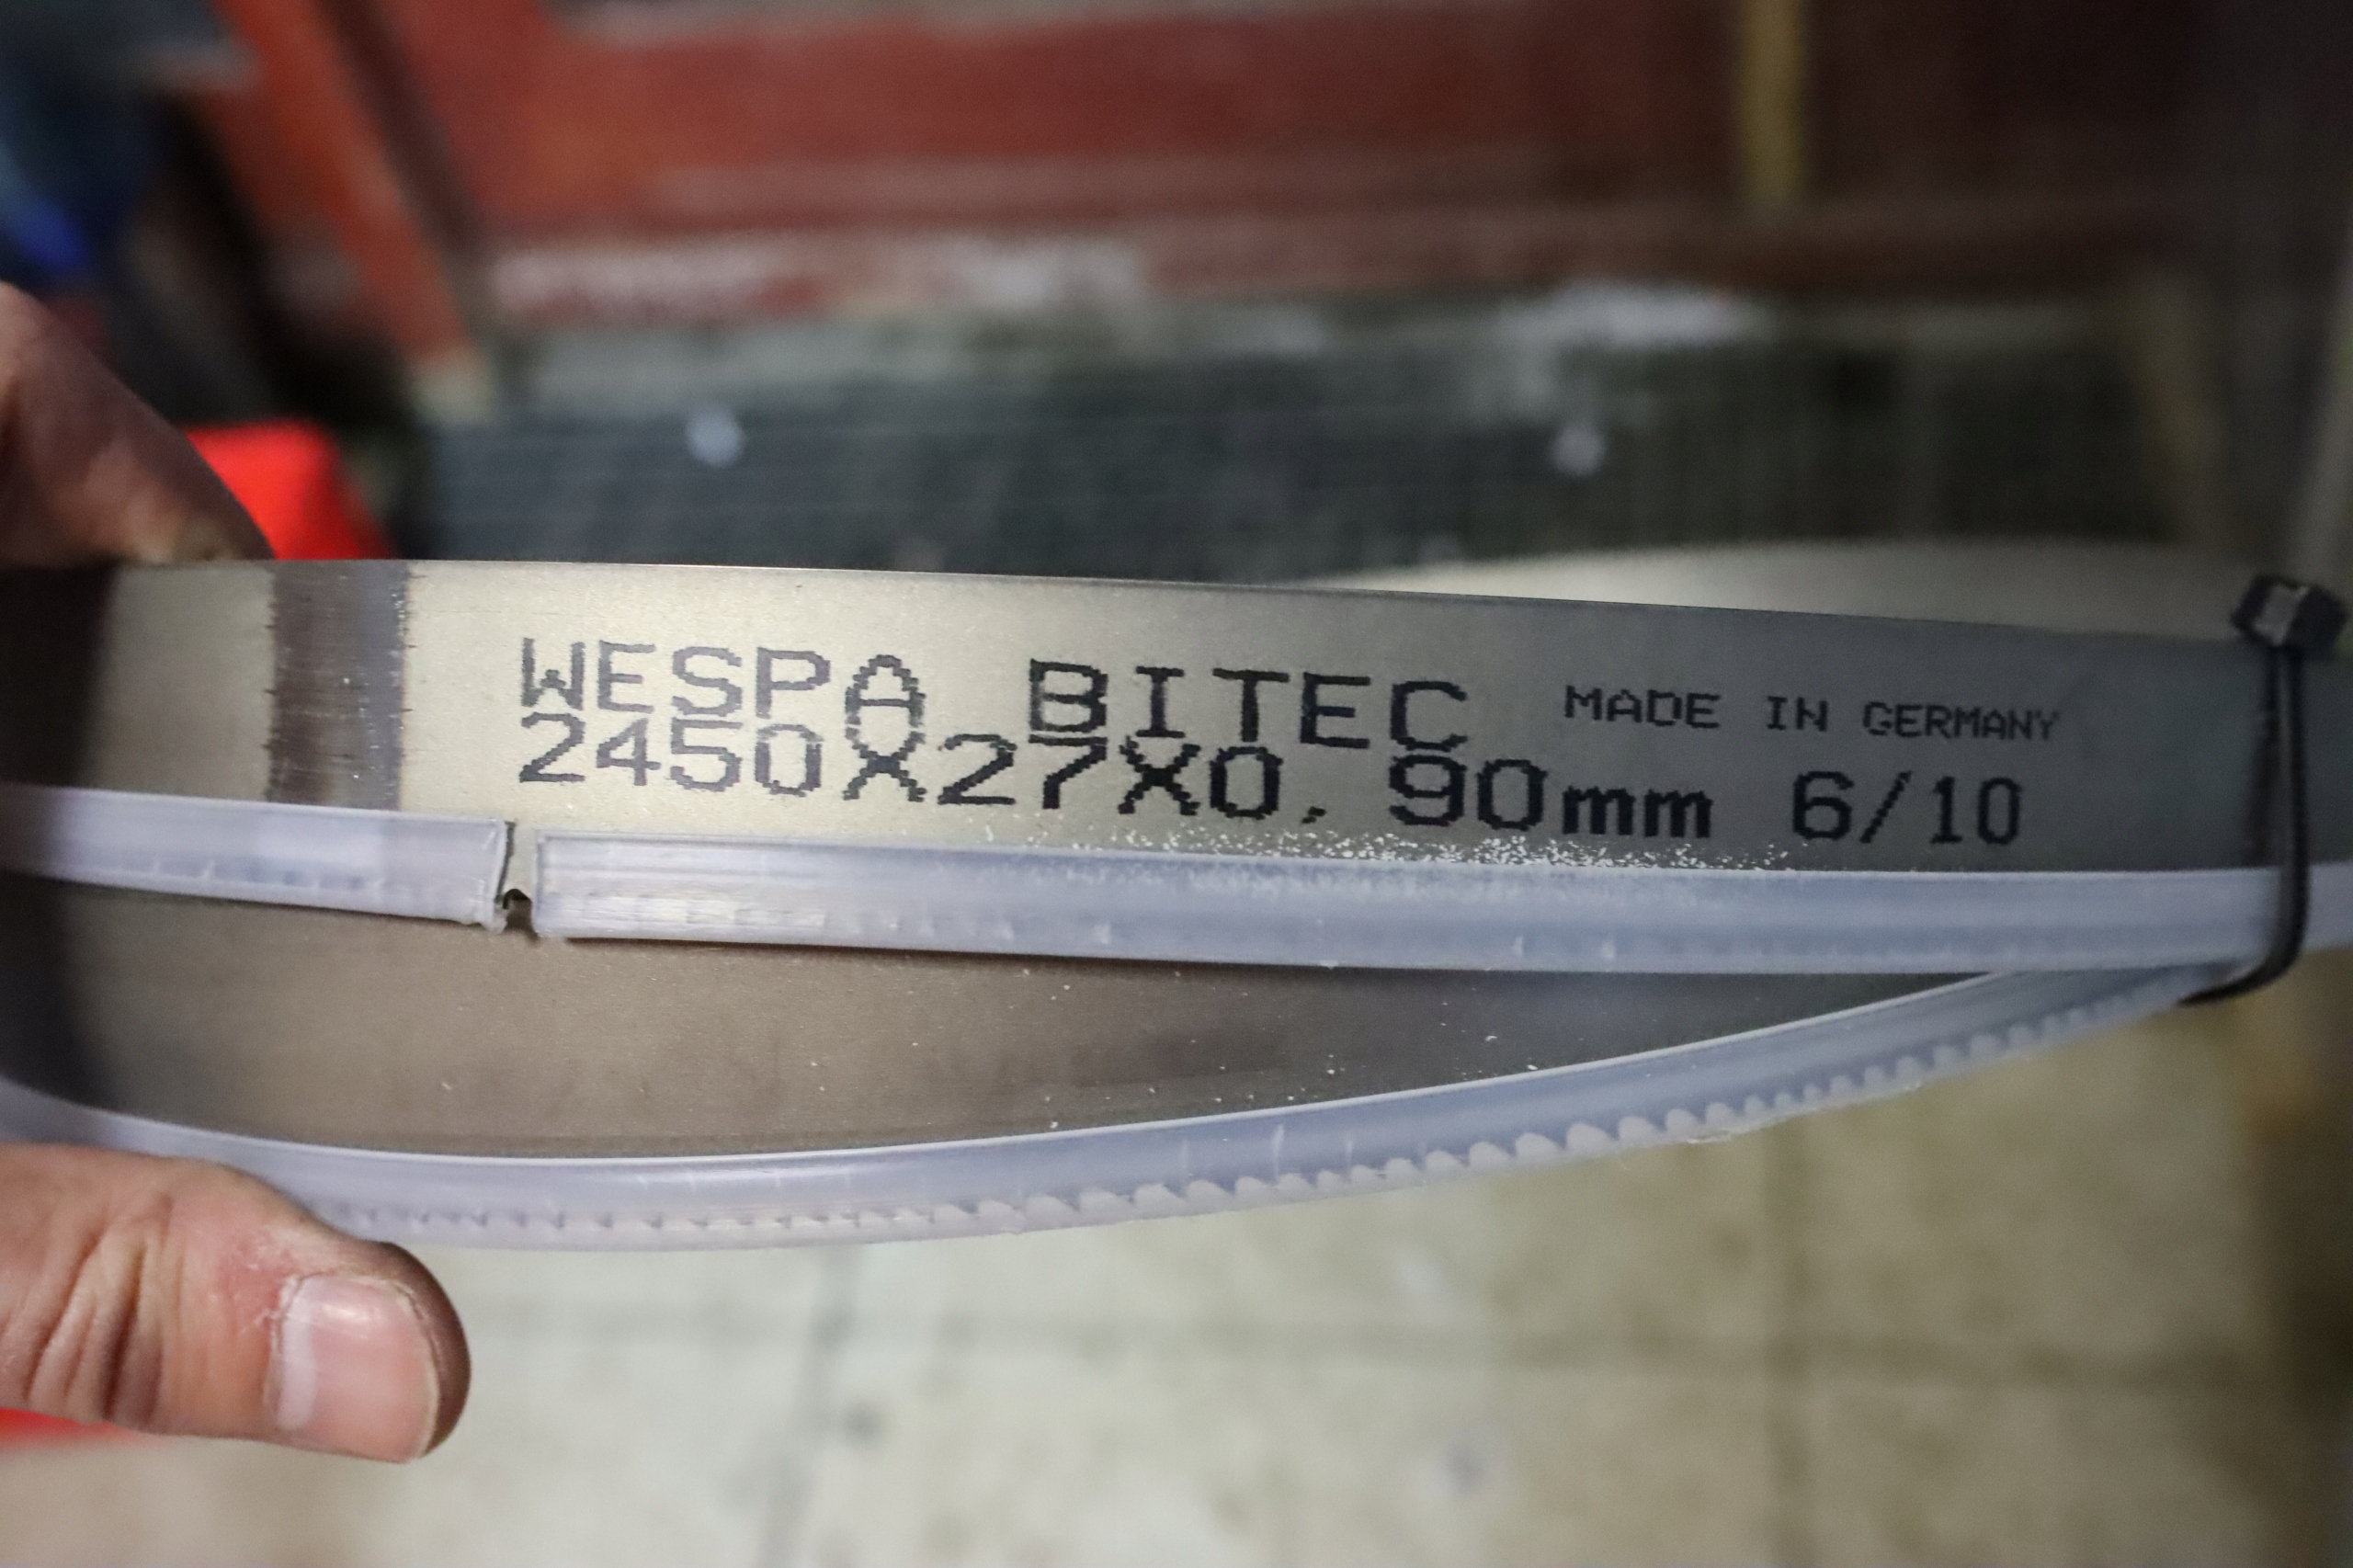 WESPA BITEC MADE IN GERMANY
2450X27X0,90mm 6/10